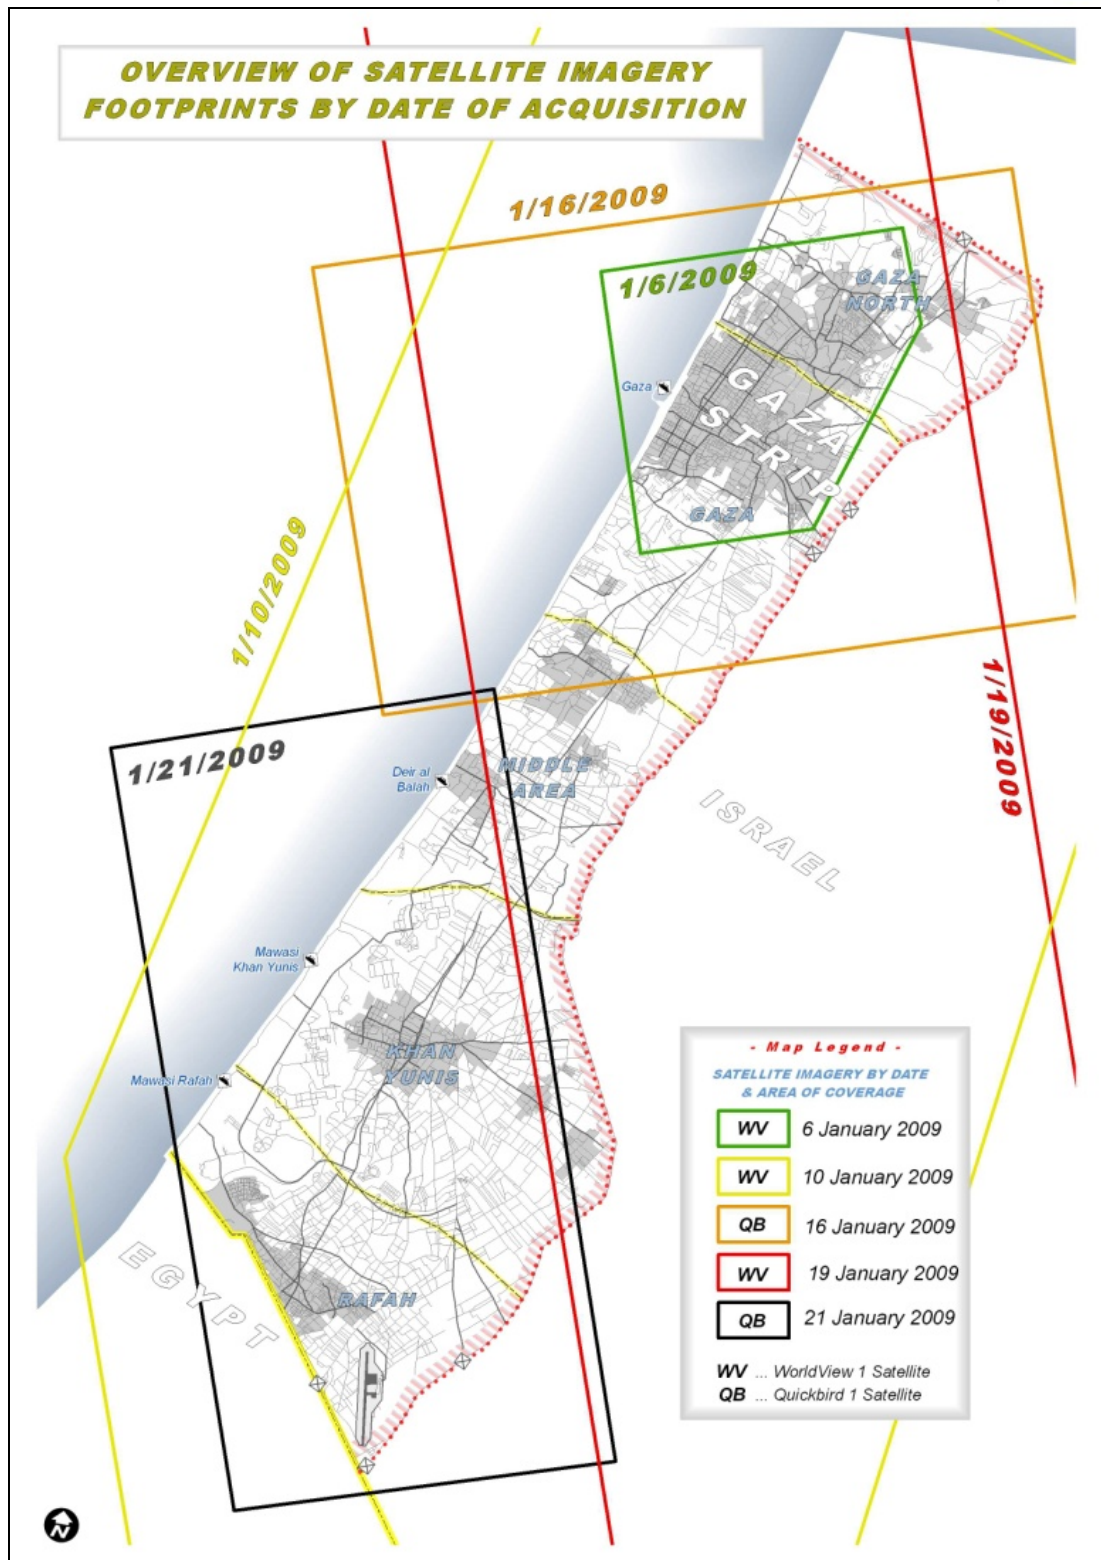 OVERVIEW OF SATELLITE IMAGERY
FOOTPRINTS BY DATE OF ACQUISITION
1/16/2009
1/6/2009
GAZA
NORTH
Gaza
GAZA
STRIP
GAZA
1/10/2009
1/19/2009
1/21/2009
Deir al
Balah
MIDDLE
AREA
ISRAEL
Mawasi
Khan Yunis
KHAN
YUNIS
Mawasi Rafah
EGYPT
RAFAH
- Map Legend -
SATELLITE IMAGERY BY DATE
& AREA OF COVERAGE
WV 6 January 2009
WV 10 January 2009
QB 16 January 2009
WV 19 January 2009
QB 21 January 2009
WV ... WorldView 1 Satellite
QB ... Quickbird 1 Satellite
N